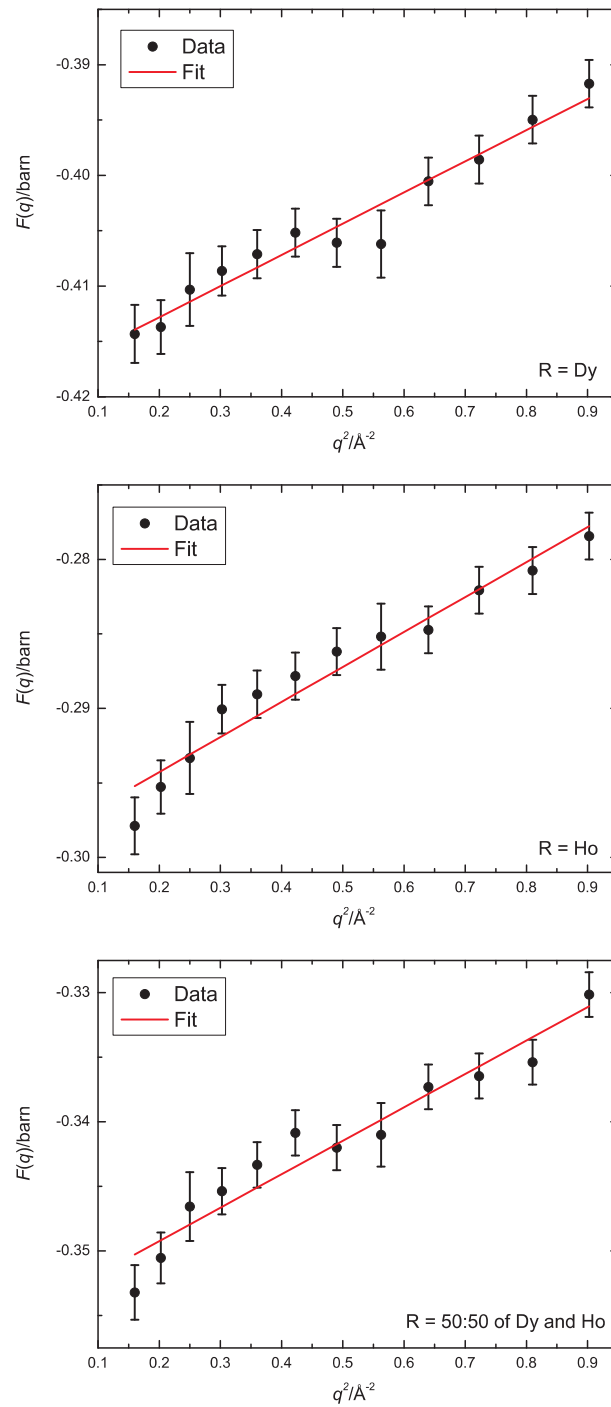 Data
Fit
-0.39
-0.40
-0.41
-0.42
F(q)/barn
R = Dy
0.1 0.2 0.3 0.4 0.5 0.6 0.7 0.8 0.9
q²/Å⁻²
Data
Fit
-0.28
-0.29
-0.30
F(q)/barn
R = Ho
0.1 0.2 0.3 0.4 0.5 0.6 0.7 0.8 0.9
q²/Å⁻²
Data
Fit
-0.33
-0.34
-0.35
F(q)/barn
R = 50:50 of Dy and Ho
0.1 0.2 0.3 0.4 0.5 0.6 0.7 0.8 0.9
q²/Å⁻²